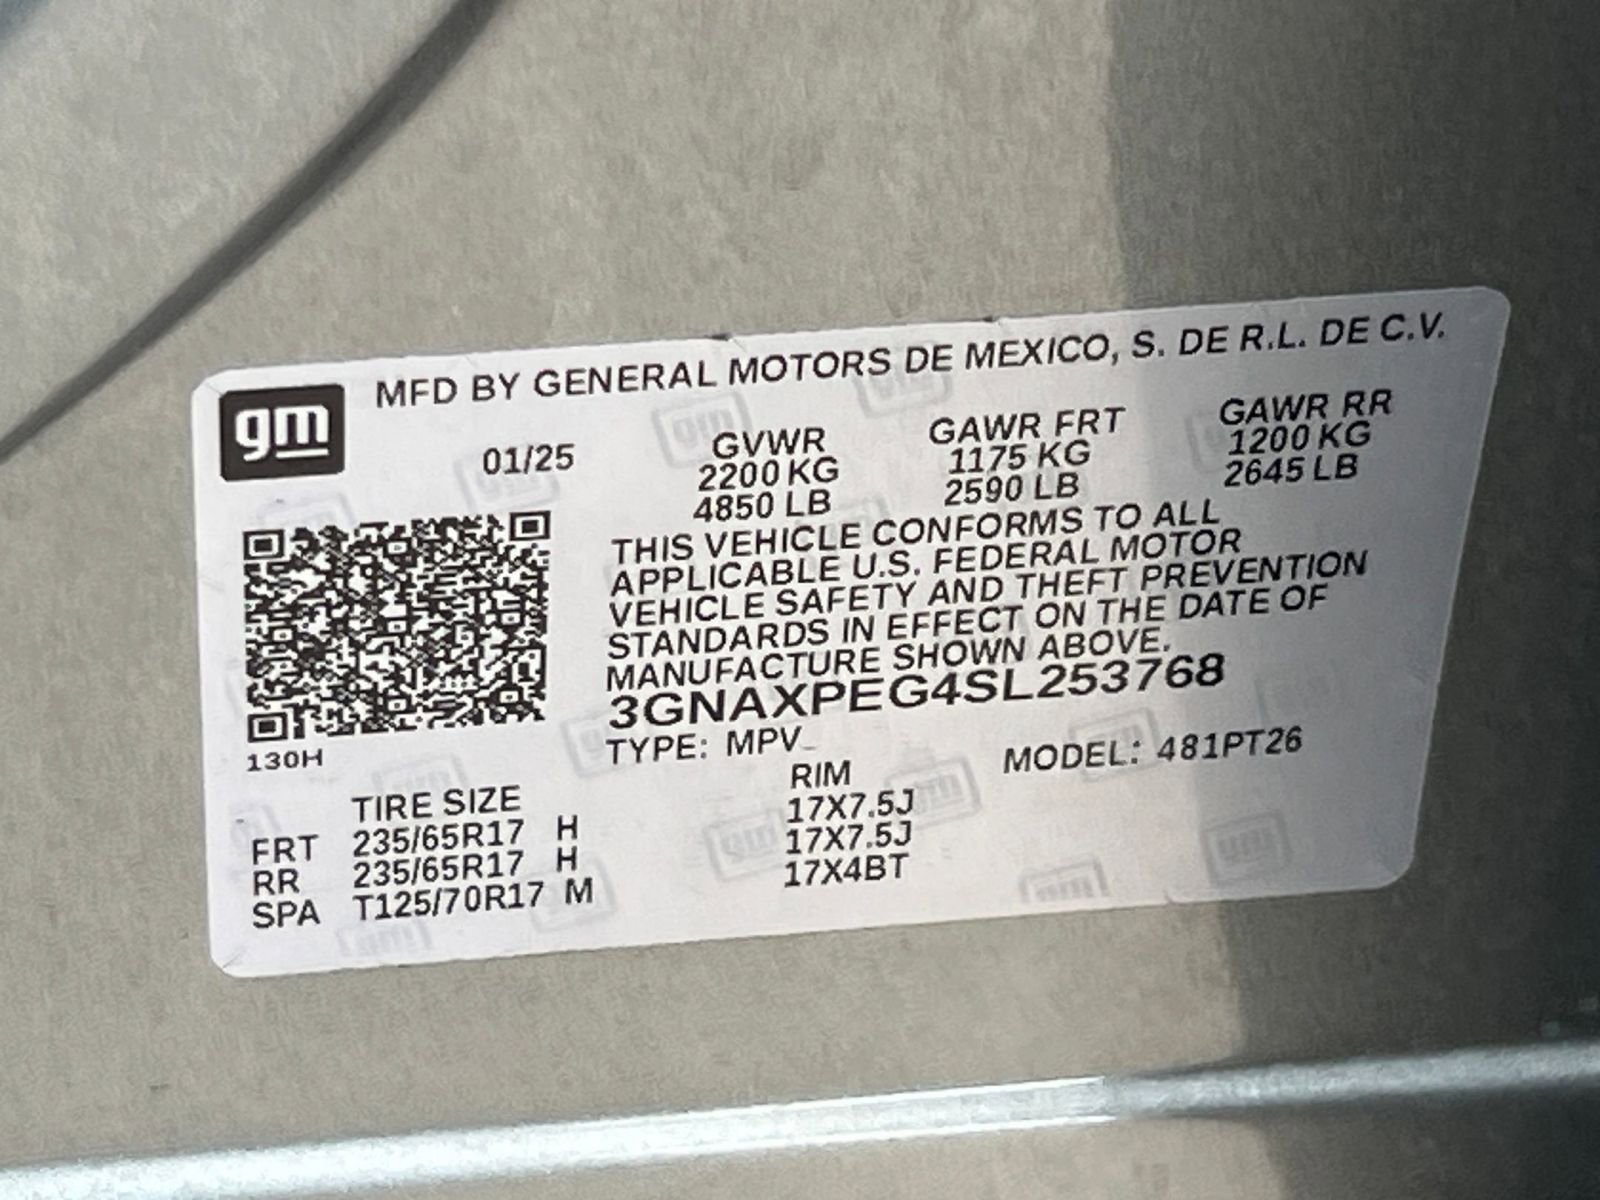 gm
MFD BY GENERAL MOTORS DE MEXICO, S. DE R.L. DE C.V.
01/25
GVWR GAWR FRT GAWR RR
2200 KG 1175 KG 1200 KG
4850 LB 2590 LB 2645 LB
THIS VEHICLE CONFORMS TO ALL
APPLICABLE U.S. FEDERAL MOTOR
VEHICLE SAFETY AND THEFT PREVENTION
STANDARDS IN EFFECT ON THE DATE OF
MANUFACTURE SHOWN ABOVE.
3GNAXPEG4SL253768
130H
TYPE: MPV MODEL: 481PT26
TIRE SIZE RIM
FRT 235/65R17 H 17X7.5J
RR 235/65R17 H 17X7.5J
SPA T125/70R17 M 17X4BT